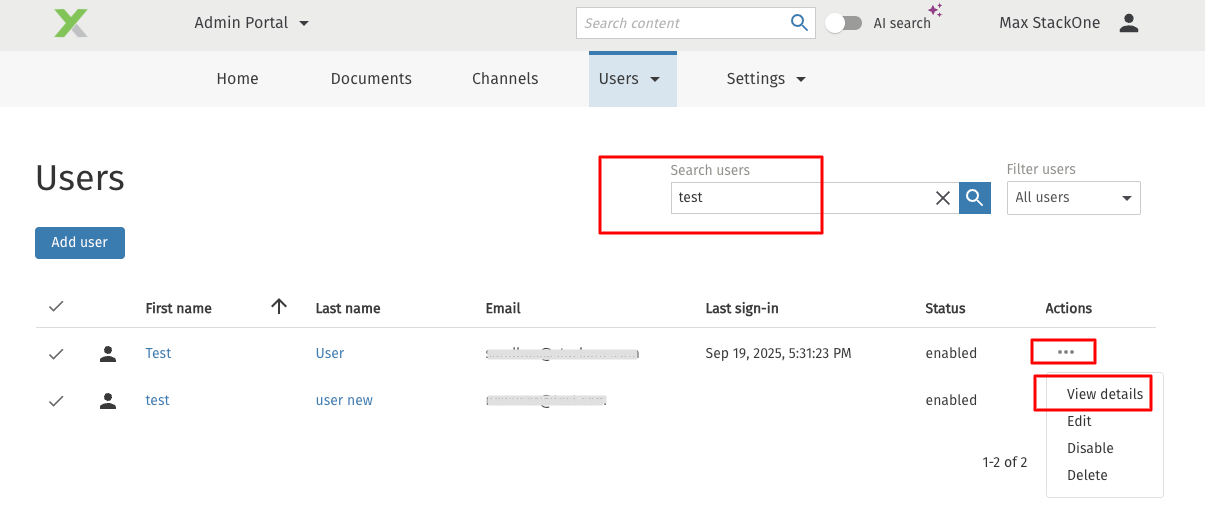 Admin Portal
Search content
AI search
Max StackOne
Home
Documents
Channels
Users
Settings
Users
Search users
test
Filter users
All users
Add user
First name
Last name
Email
Last sign-in
Status
Actions
Test
User
Sep 19, 2025, 5:31:23 PM
enabled
test
user new
enabled
View details
Edit
Disable
Delete
1-2 of 2